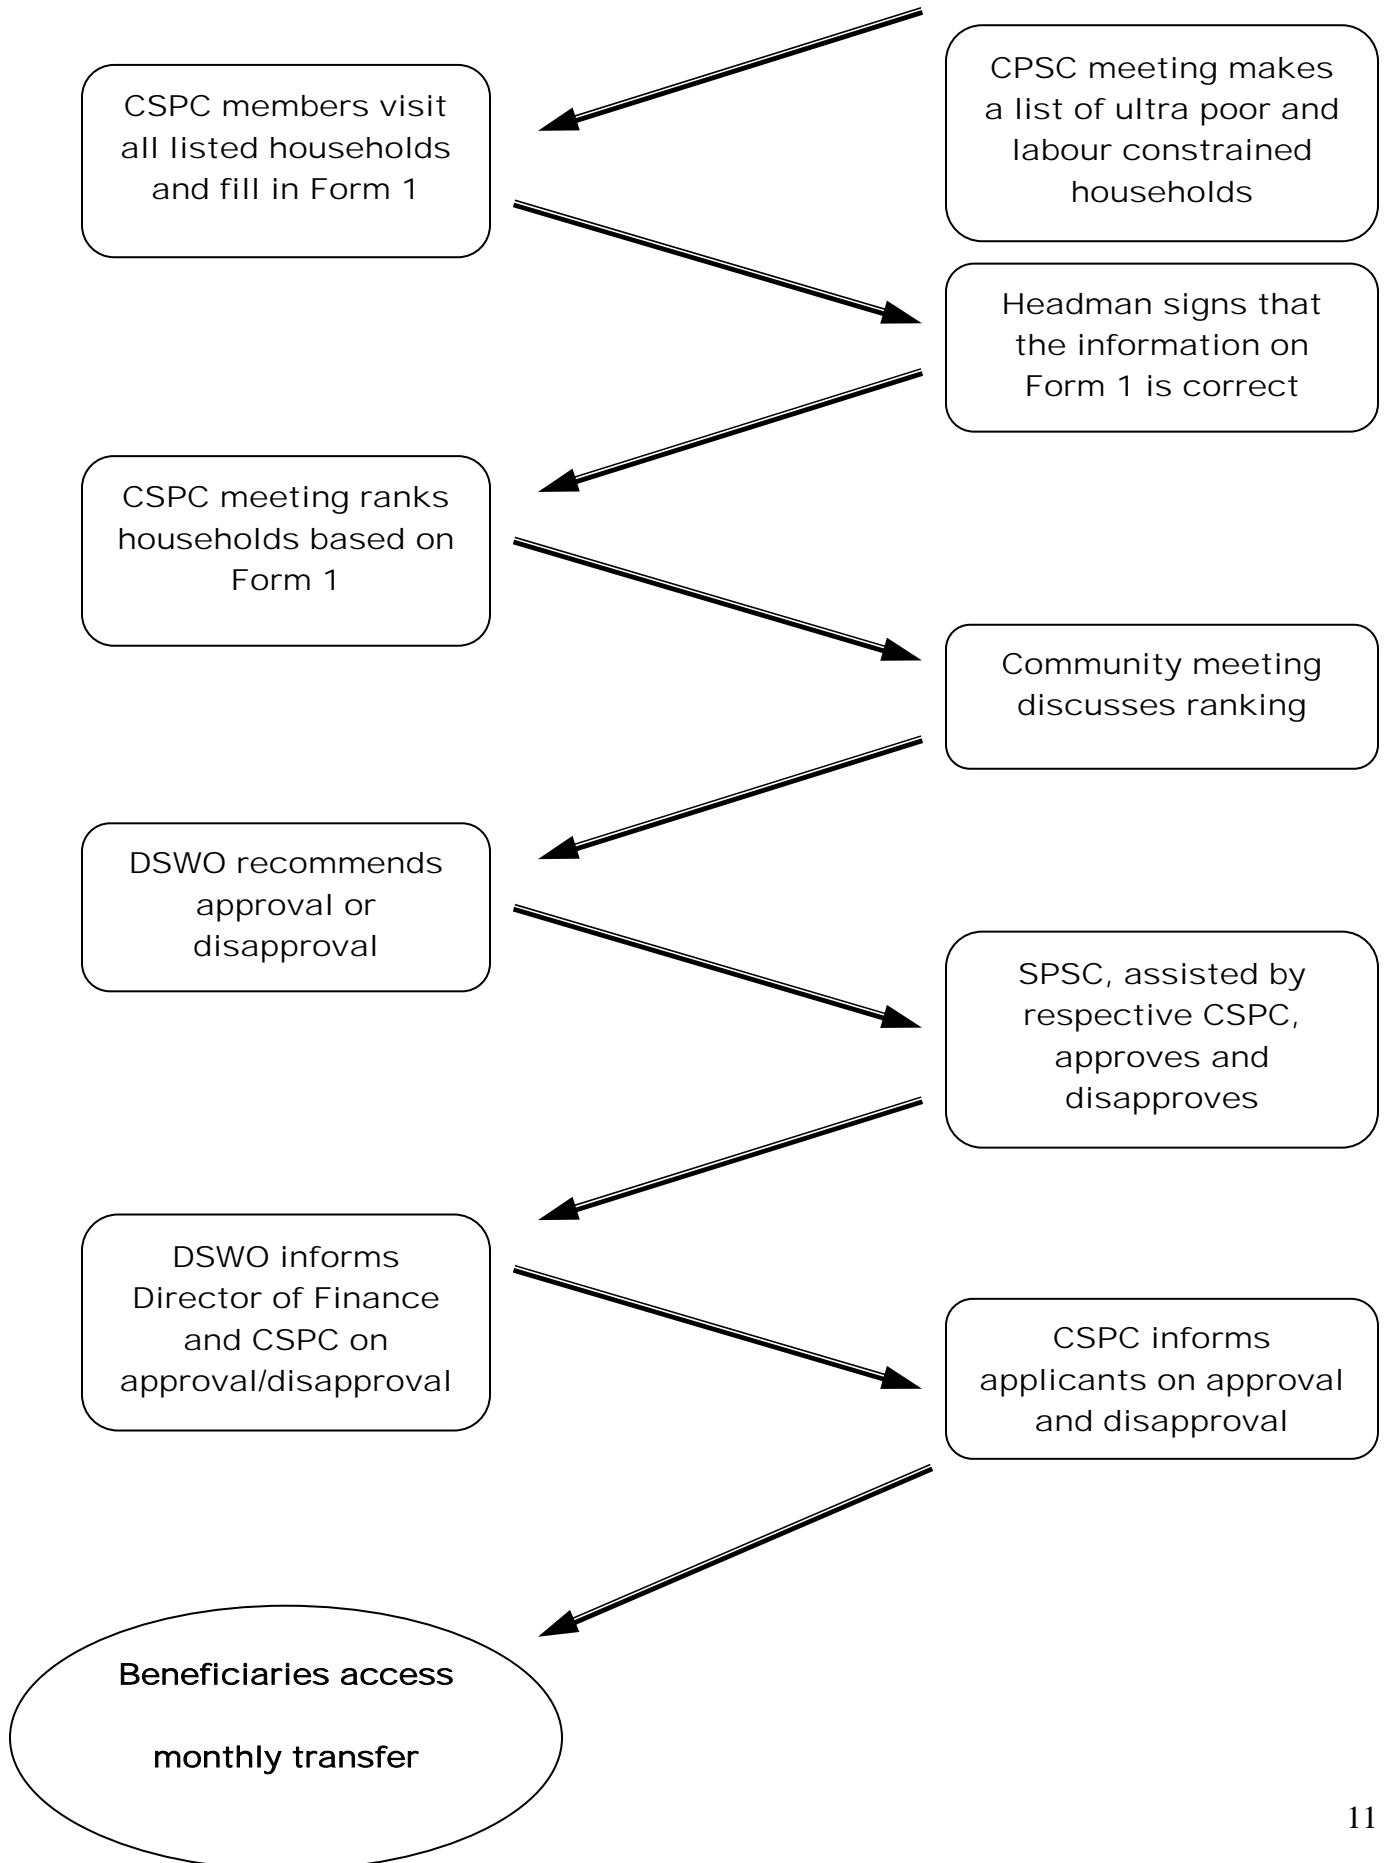 CPSC meeting makes
a list of ultra poor and
labour constrained
households
CSPC members visit
all listed households
and fill in Form 1
Headman signs that
the information on
Form 1 is correct
CSPC meeting ranks
households based on
Form 1
Community meeting
discusses ranking
DSWO recommends
approval or
disapproval
SPSC, assisted by
respective CSPC,
approves and
disapproves
DSWO informs
Director of Finance
and CSPC on
approval/disapproval
CSPC informs
applicants on approval
and disapproval
Beneficiaries access
monthly transfer
11